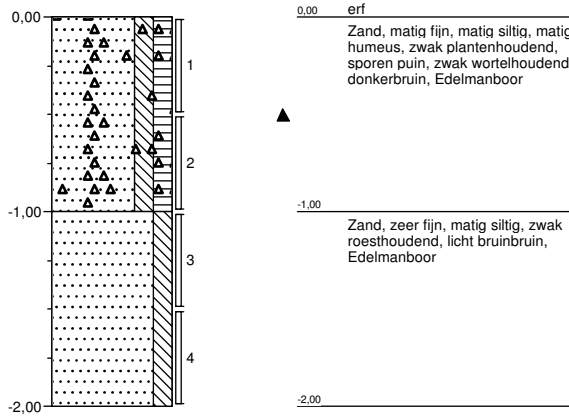 0,00
1
2
-1,00
3
4
-2,00
0,00 erf
Zand, matig fijn, matig siltig, matig
humeus, zwak plantenhoudend,
sporen puin, zwak wortelhoudend,
donkerbruin, Edelmanboor
-1,00
Zand, zeer fijn, matig siltig, zwak
roesthoudend, licht bruinbruin,
Edelmanboor
-2,00